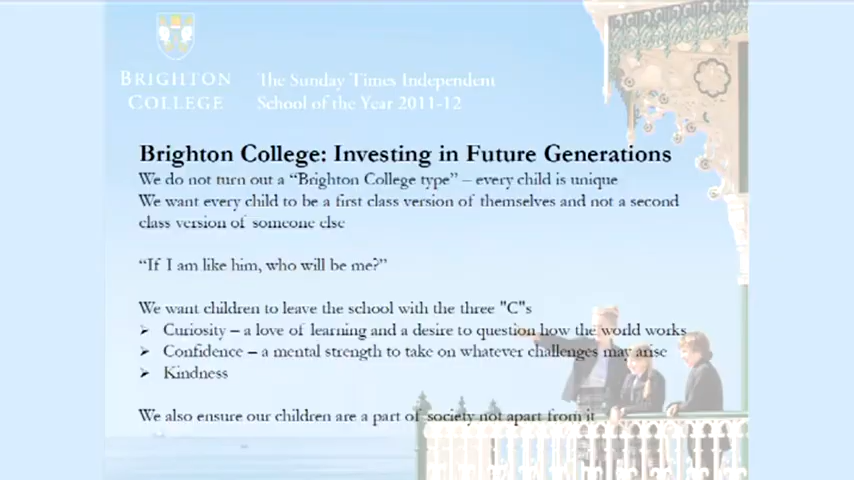 BRIGHTON
COLLEGE
The Sunday Times Independent
School of the Year 2011-12
Brighton College: Investing in Future Generations
We do not turn out a “Brighton College type” – every child is unique
We want every child to be a first class version of themselves and not a second
class version of someone else
“If I am like him, who will be me?”
We want children to leave the school with the three "C"s
➢ Curiosity – a love of learning and a desire to question how the world works
➢ Confidence – a mental strength to take on whatever challenges may arise
➢ Kindness
We also ensure our children are a part of society not apart from it